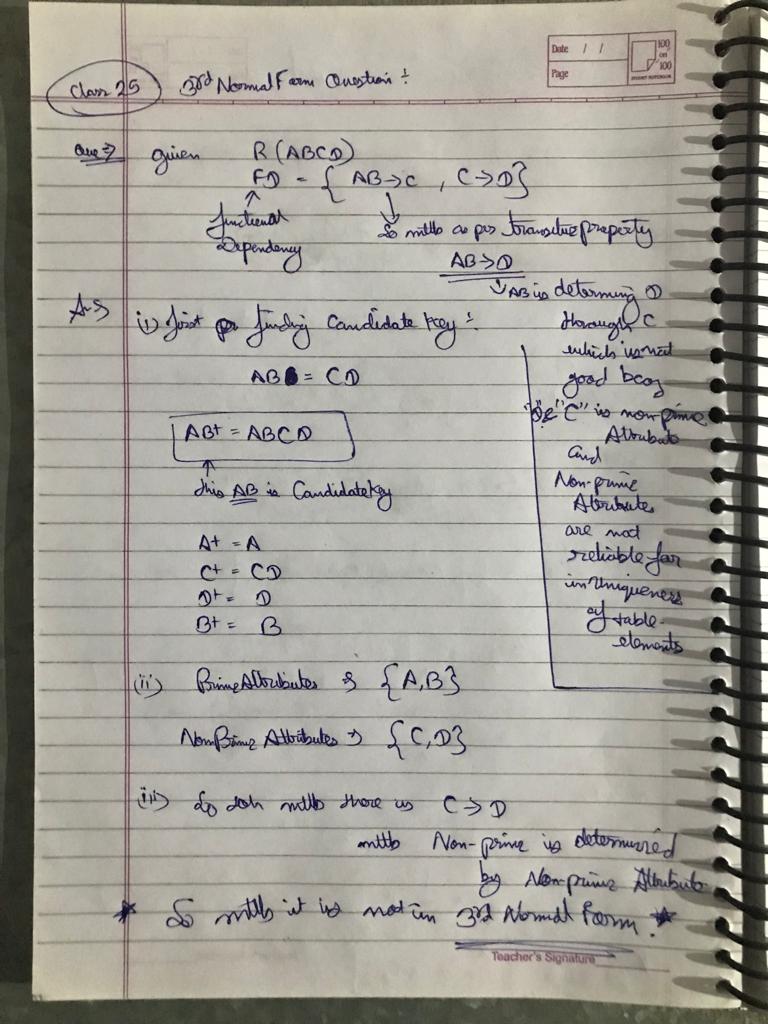 Date / /
Page
100 on 100
STUDENT NOTEBOOK
Class 25
3rd Normal Form Question :
Que ⇒ given R (ABCD)
FD = { AB→C , C→D}
functional Dependency
So mtlb as per transitive property
AB→D
AB is determing D
through C
which is not
good bcoz
"C" is non prime
Attribute
and
Non-prime
Attributes
are not
reliable for
in Uniqueness
of table
elements
Ans
(i) first for finding Candidate Key :
AB = CD
AB+ = ABCD
this AB is Candidate key
A+ = A
C+ = CD
D+ = D
B+ = B
(ii) Prime Attributes ⇒ {A,B}
Non Prime Attributes ⇒ {C,D}
(iii) So mtlb there is C→D
mtlb Non-prime is determined
by Non-prime Attribute
* So mtlb it is not in 3rd Normal Form. *
Teacher's Signature